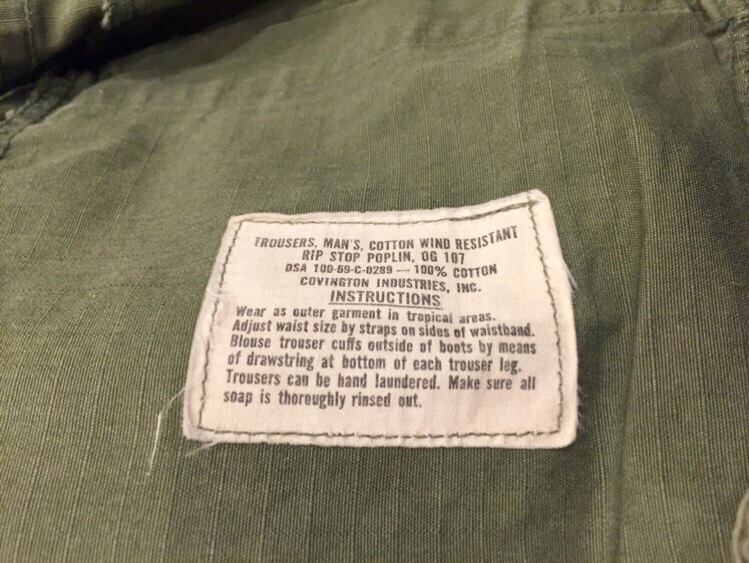 TROUSERS, MAN'S, COTTON WIND RESISTANT
RIP STOP POPLIN, OG 107
DSA 100-69-C-0289 — 100% COTTON
COVINGTON INDUSTRIES, INC.
INSTRUCTIONS
Wear as outer garment in tropical areas.
Adjust waist size by straps on sides of waistband.
Blouse trouser cuffs outside of boots by means
of drawstring at bottom of each trouser leg.
Trousers can be hand laundered. Make sure all
soap is thoroughly rinsed out.